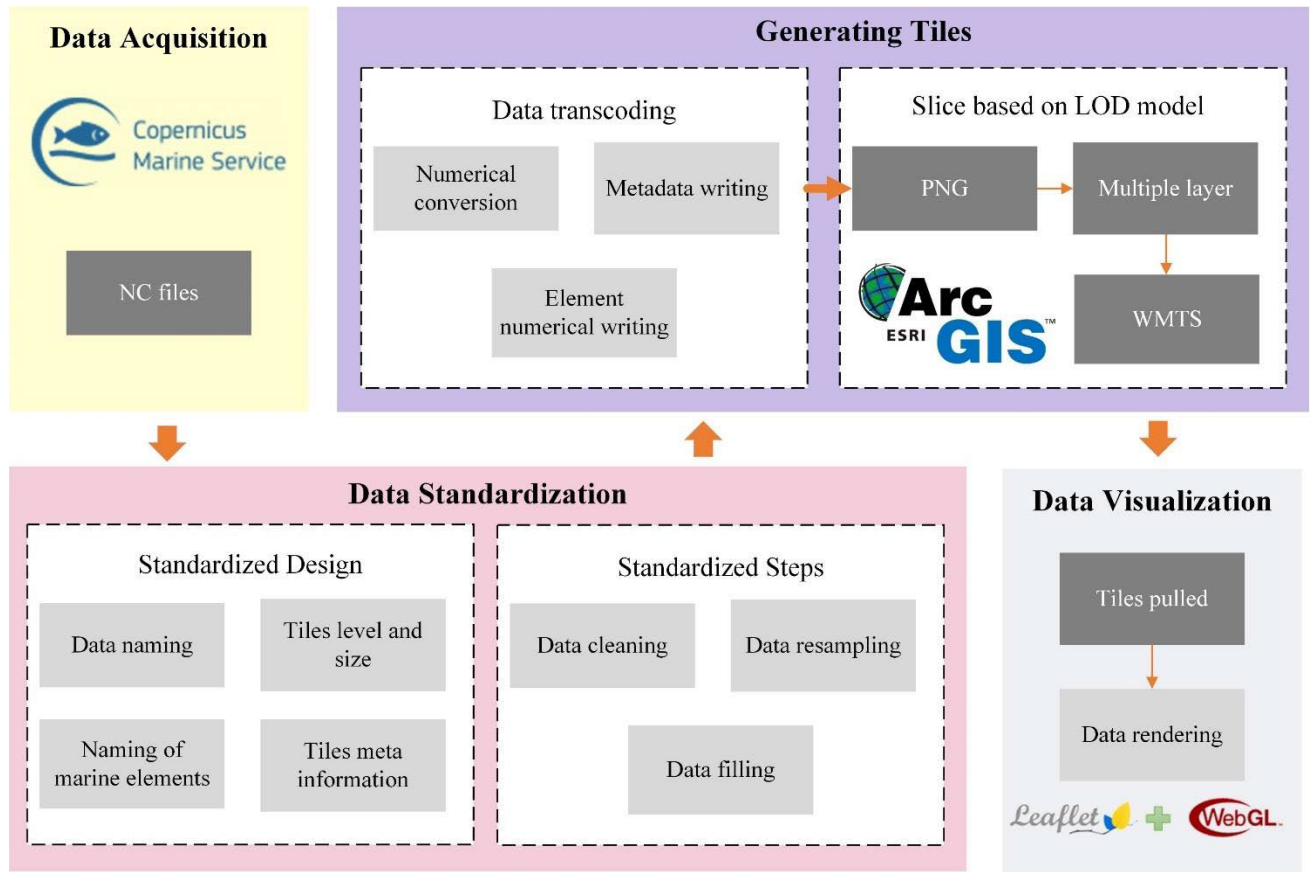 Data Acquisition
Copernicus
Marine Service
NC files
Generating Tiles
Data transcoding
Numerical
conversion
Metadata writing
Element
numerical writing
Slice based on LOD model
PNG
Multiple layer
WMTS
Arc
ESRI
GIS™
Data Standardization
Standardized Design
Data naming
Tiles level and
size
Naming of
marine elements
Tiles meta
information
Standardized Steps
Data cleaning
Data resampling
Data filling
Data Visualization
Tiles pulled
Data rendering
Leaflet
WebGL™